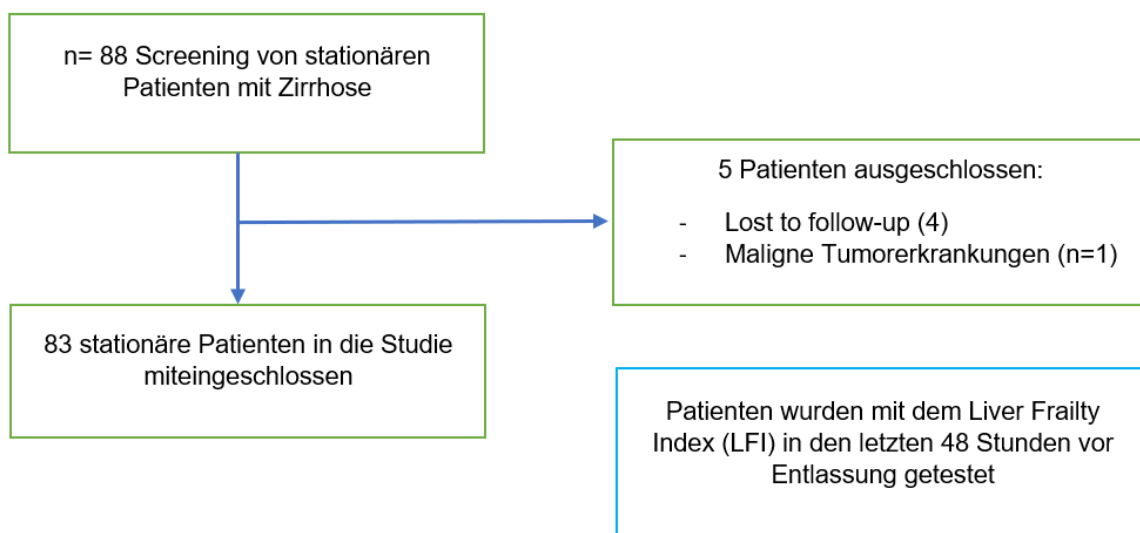 n= 88 Screening von stationären
Patienten mit Zirrhose
5 Patienten ausgeschlossen:
- Lost to follow-up (4)
- Maligne Tumorerkrankungen (n=1)
83 stationäre Patienten in die Studie
miteingeschlossen
Patienten wurden mit dem Liver Frailty
Index (LFI) in den letzten 48 Stunden vor
Entlassung getestet